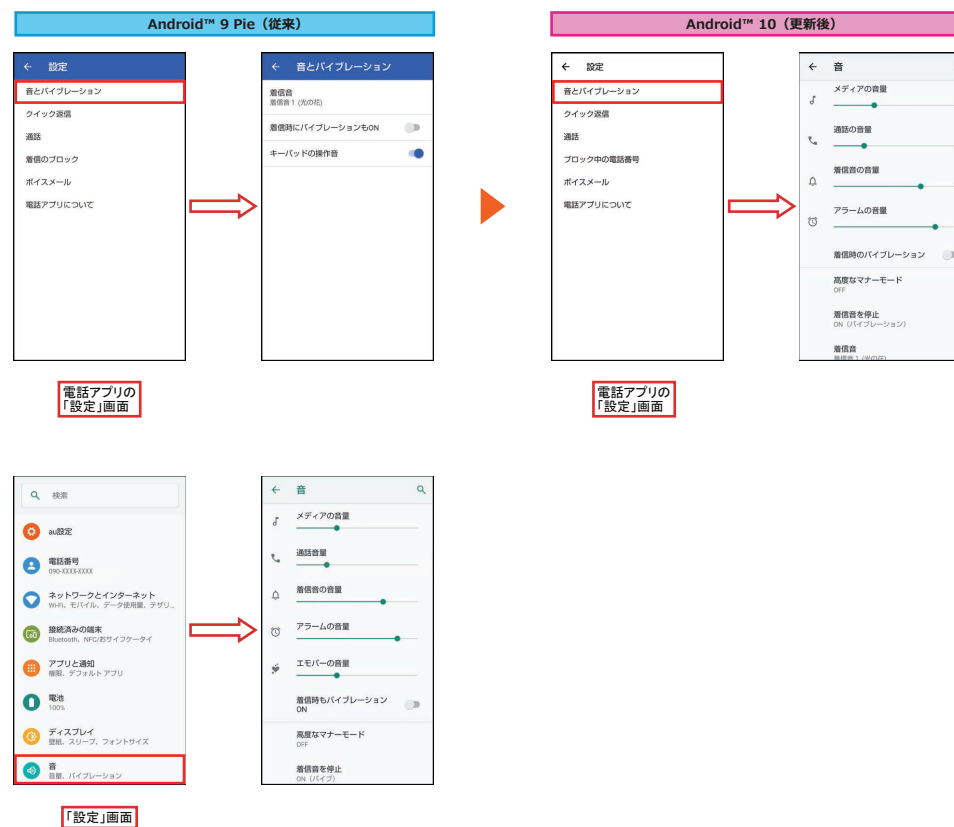 Android™ 9 Pie（従来）
設定
音とバイブレーション
クイック返信
通話
着信のブロック
ボイスメール
電話アプリについて
音とバイブレーション
着信音
着信音 1 (光の花)
着信時にバイブレーションもON
キーパッドの操作音
電話アプリの
「設定」画面
Android™ 10（更新後）
設定
音とバイブレーション
クイック返信
通話
ブロック中の電話番号
ボイスメール
電話アプリについて
音
メディアの音量
通話の音量
着信音の音量
アラームの音量
着信時のバイブレーション
高度なマナーモード
OFF
着信音を停止
ON（バイブレーション）
着信音
着信音 1 (光の花)
電話アプリの
「設定」画面
検索
au設定
電話番号
090-XXXX-XXXX
ネットワークとインターネット
Wi-Fi、モバイル、データ使用量、テザリ...
接続済みの端末
Bluetooth、NFC/おサイフケータイ
アプリと通知
権限、デフォルト アプリ
電池
100%
ディスプレイ
壁紙、スリープ、フォントサイズ
音
音量、バイブレーション
音
メディアの音量
通話音量
着信音の音量
アラームの音量
エモパーの音量
着信時もバイブレーション
ON
高度なマナーモード
OFF
着信音を停止
ON（バイブ）
「設定」画面